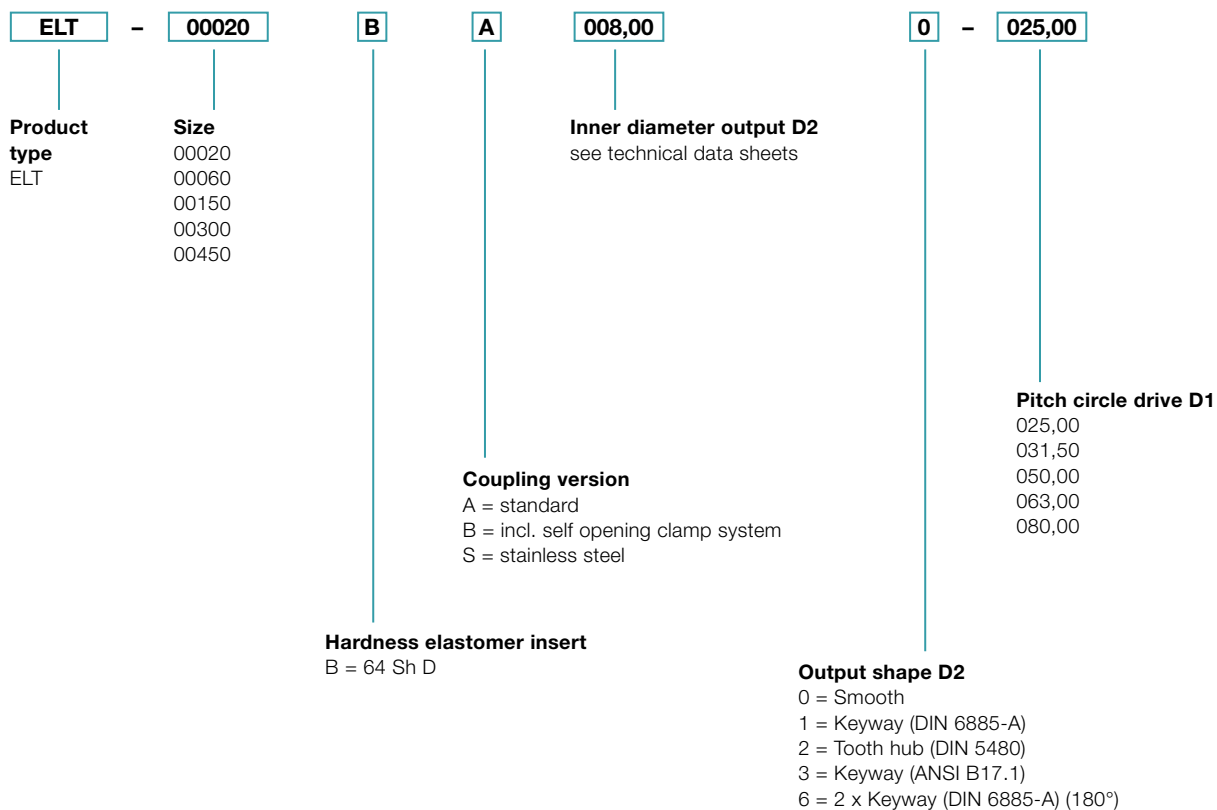 ELT – 00020 B A 008,00 0 – 025,00
Product
type
ELT
Size
00020
00060
00150
00300
00450
Inner diameter output D2
see technical data sheets
Pitch circle drive D1
025,00
031,50
050,00
063,00
080,00
Coupling version
A = standard
B = incl. self opening clamp system
S = stainless steel
Hardness elastomer insert
B = 64 Sh D
Output shape D2
0 = Smooth
1 = Keyway (DIN 6885-A)
2 = Tooth hub (DIN 5480)
3 = Keyway (ANSI B17.1)
6 = 2 x Keyway (DIN 6885-A) (180°)